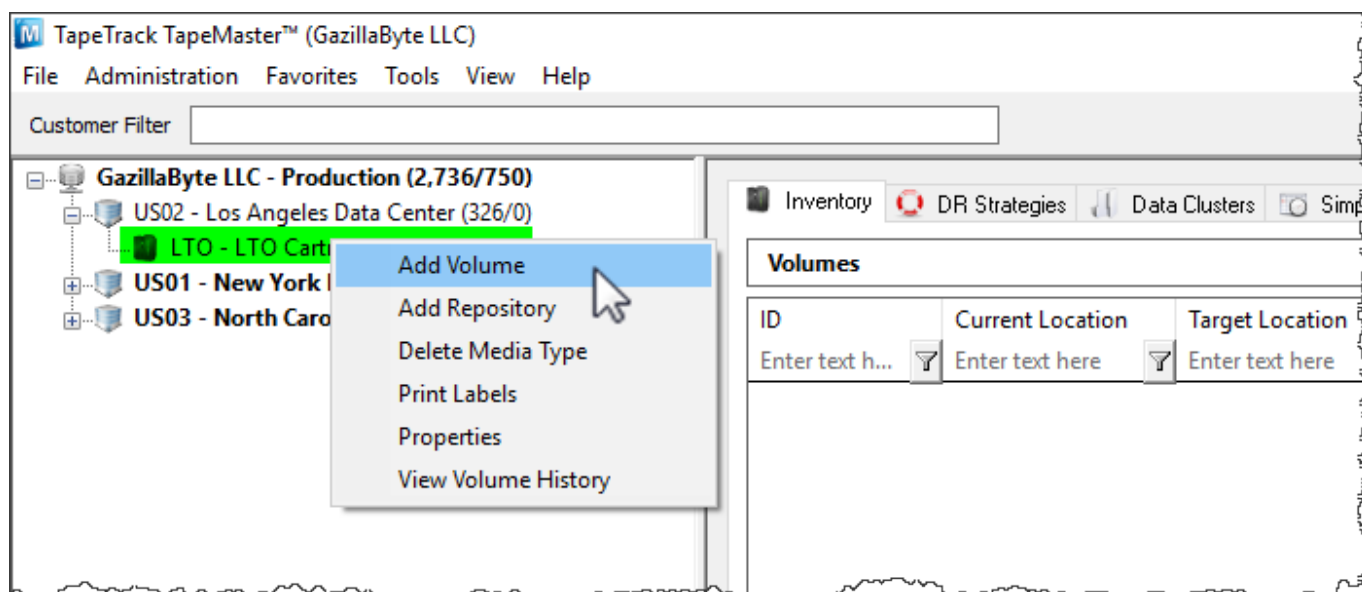 TapeTrack TapeMaster™ (GazillaByte LLC)
File Administration Favorites Tools View Help
Customer Filter
GazillaByte LLC - Production (2,736/750)
US02 - Los Angeles Data Center (326/0)
LTO - LTO
US01 - New York
US03 - North
Add Volume
Add Repository
Delete Media Type
Print Labels
Properties
View Volume History
Inventory DR Strategies Data Clusters
Volumes
ID Current Location Target Location
Enter text h... Enter text here Enter text here